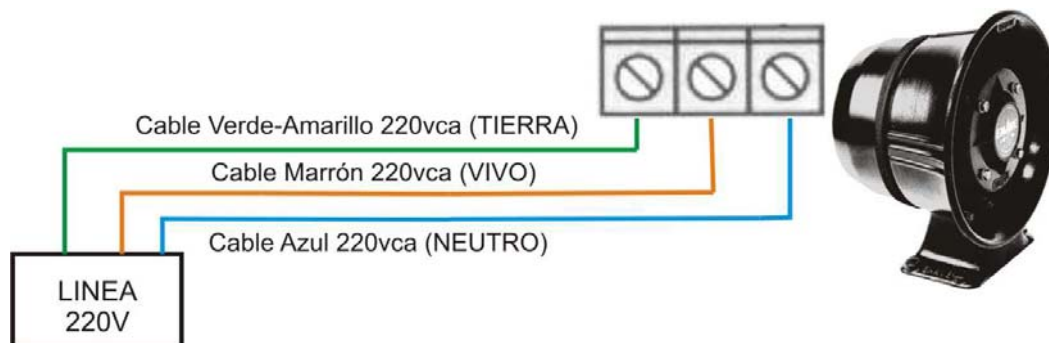 Cable Verde-Amarillo 220vca (TIERRA)
Cable Marrón 220vca (VIVO)
Cable Azul 220vca (NEUTRO)
LINEA
220V